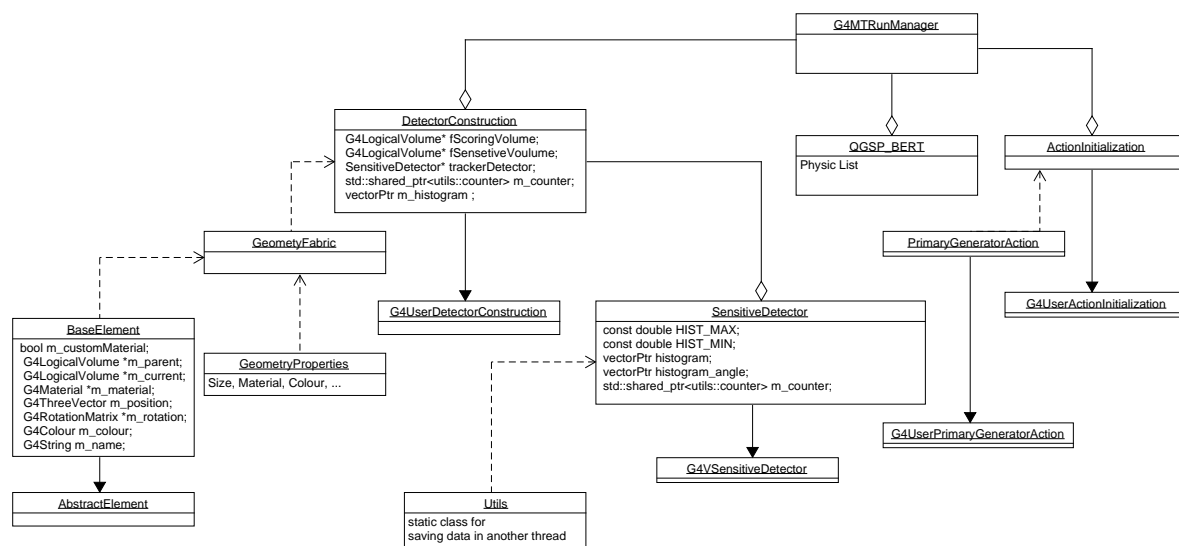 G4MTRunManager
DetectorConstruction
G4LogicalVolume* fScoringVolume;
G4LogicalVolume* fSensetiveVoulume;
SensitiveDetector* trackerDetector;
std::shared_ptr<utils::counter> m_counter;
vectorPtr m_histogram ;
QGSP_BERT
Physic List
ActionInitialization
GeometyFabric
PrimaryGeneratorAction
G4UserDetectorConstruction
G4UserActionInitialization
BaseElement
bool m_customMaterial;
G4LogicalVolume *m_parent;
G4LogicalVolume *m_current;
G4Material *m_material;
G4ThreeVector m_position;
G4RotationMatrix *m_rotation;
G4Colour m_colour;
G4String m_name;
GeometryProperties
Size, Material, Colour, ...
SensitiveDetector
const double HIST_MAX;
const double HIST_MIN;
vectorPtr histogram;
vectorPtr histogram_angle;
std::shared_ptr<utils::counter> m_counter;
G4UserPrimaryGeneratorAction
G4VSensitiveDetector
AbstractElement
Utils
static class for
saving data in another thread